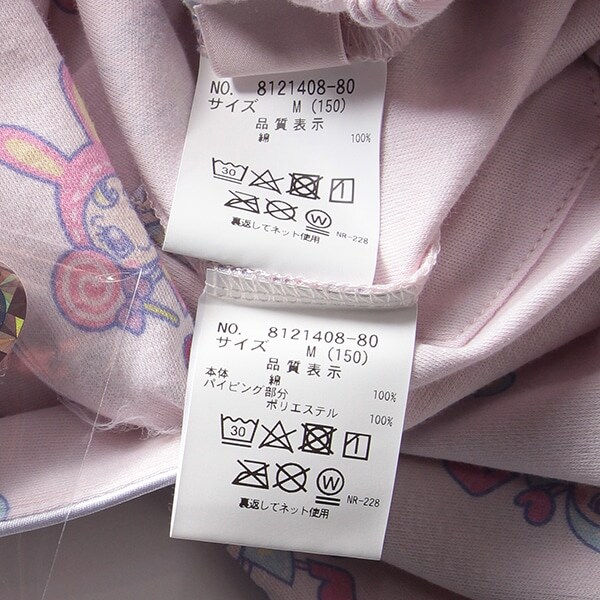 NO. 8121408-80
サイズ M (150)
品質表示
綿 100%
30
W
裏返してネット使用 NR-228
NO. 8121408-80
サイズ M (150)
品質表示
本体 綿 100%
パイピング部分
ポリエステル 100%
30
W
NR-228
裏返してネット使用